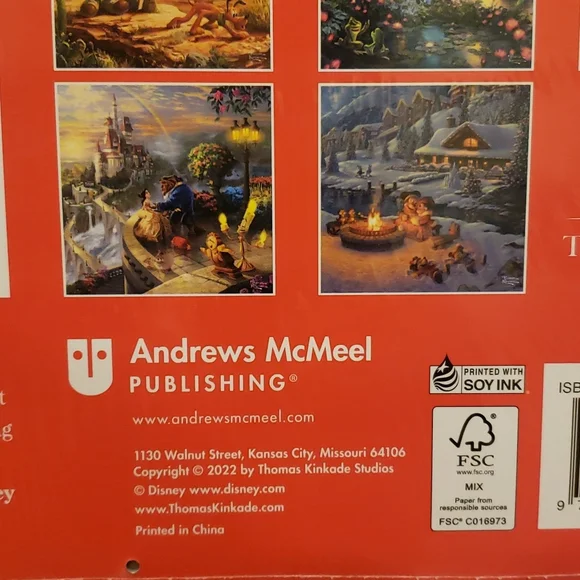 Andrews McMeel
PUBLISHING®
www.andrewsmcmeel.com
1130 Walnut Street, Kansas City, Missouri 64106
Copyright © 2022 by Thomas Kinkade Studios
© Disney www.disney.com
www.ThomasKinkade.com
Printed in China
PRINTED WITH
SOY INK
FSC
www.fsc.org
MIX
Paper from
responsible sources
FSC® C016973
ISB
9
T